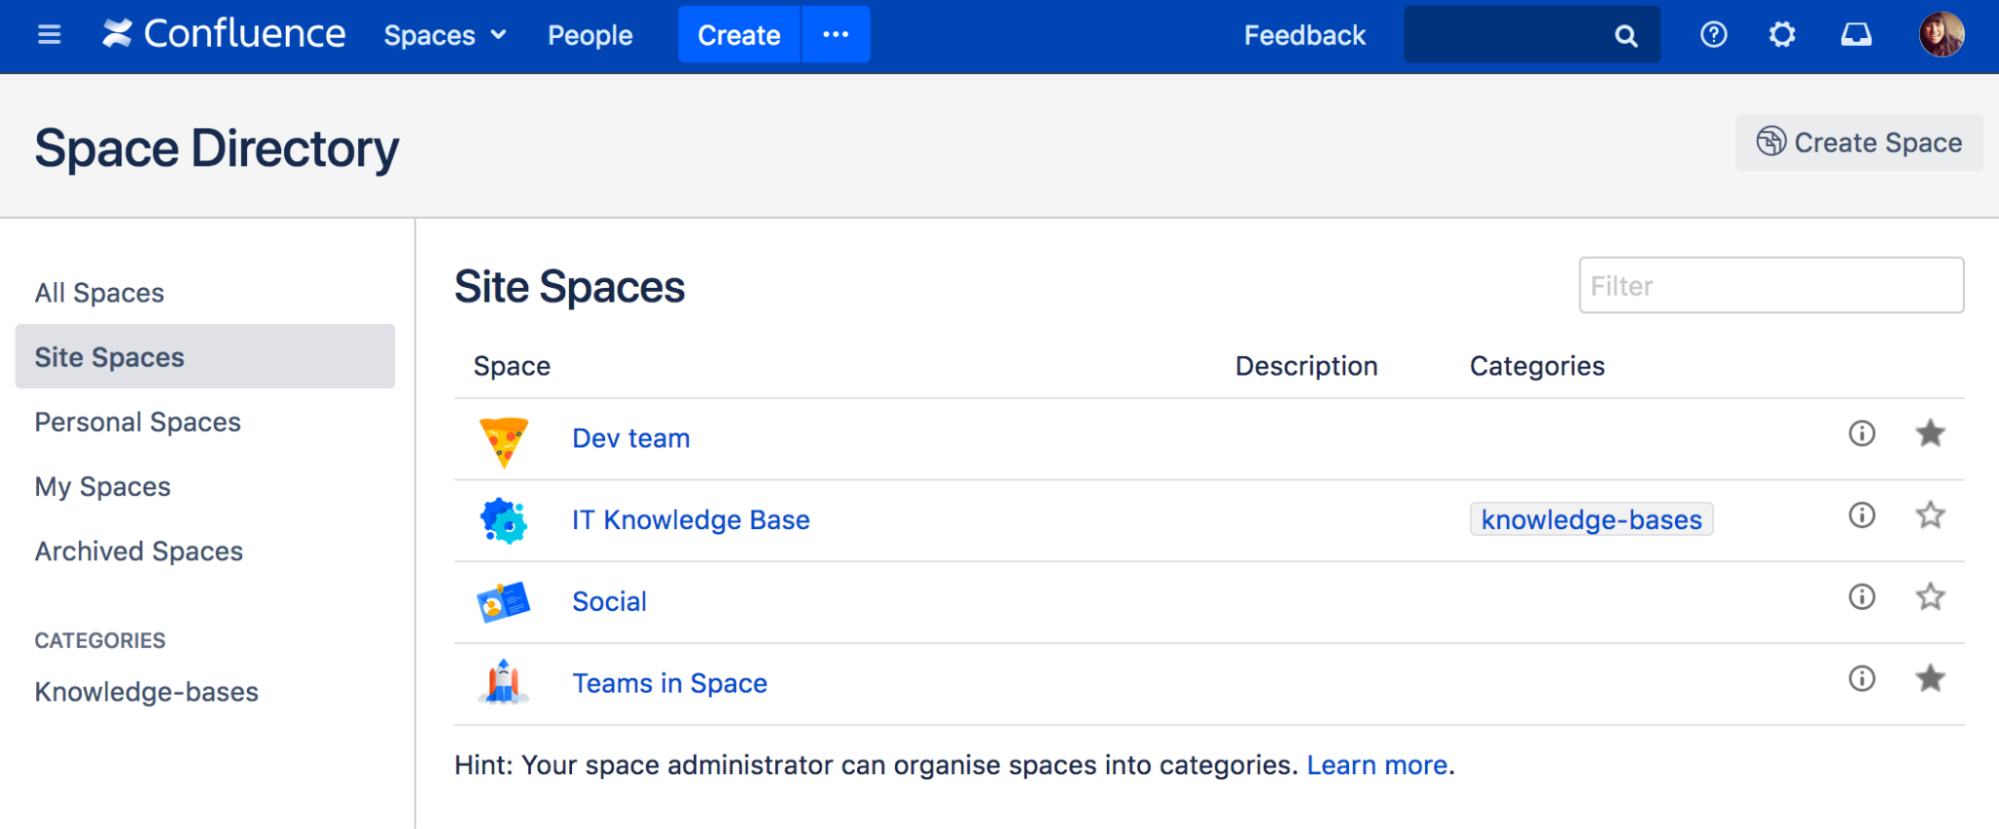 Confluence Spaces People Create Feedback
Space Directory
Create Space
All Spaces
Site Spaces
Personal Spaces
My Spaces
Archived Spaces
CATEGORIES
Knowledge-bases
Site Spaces
Filter
Space Description Categories
Dev team
IT Knowledge Base knowledge-bases
Social
Teams in Space
Hint: Your space administrator can organise spaces into categories. Learn more.